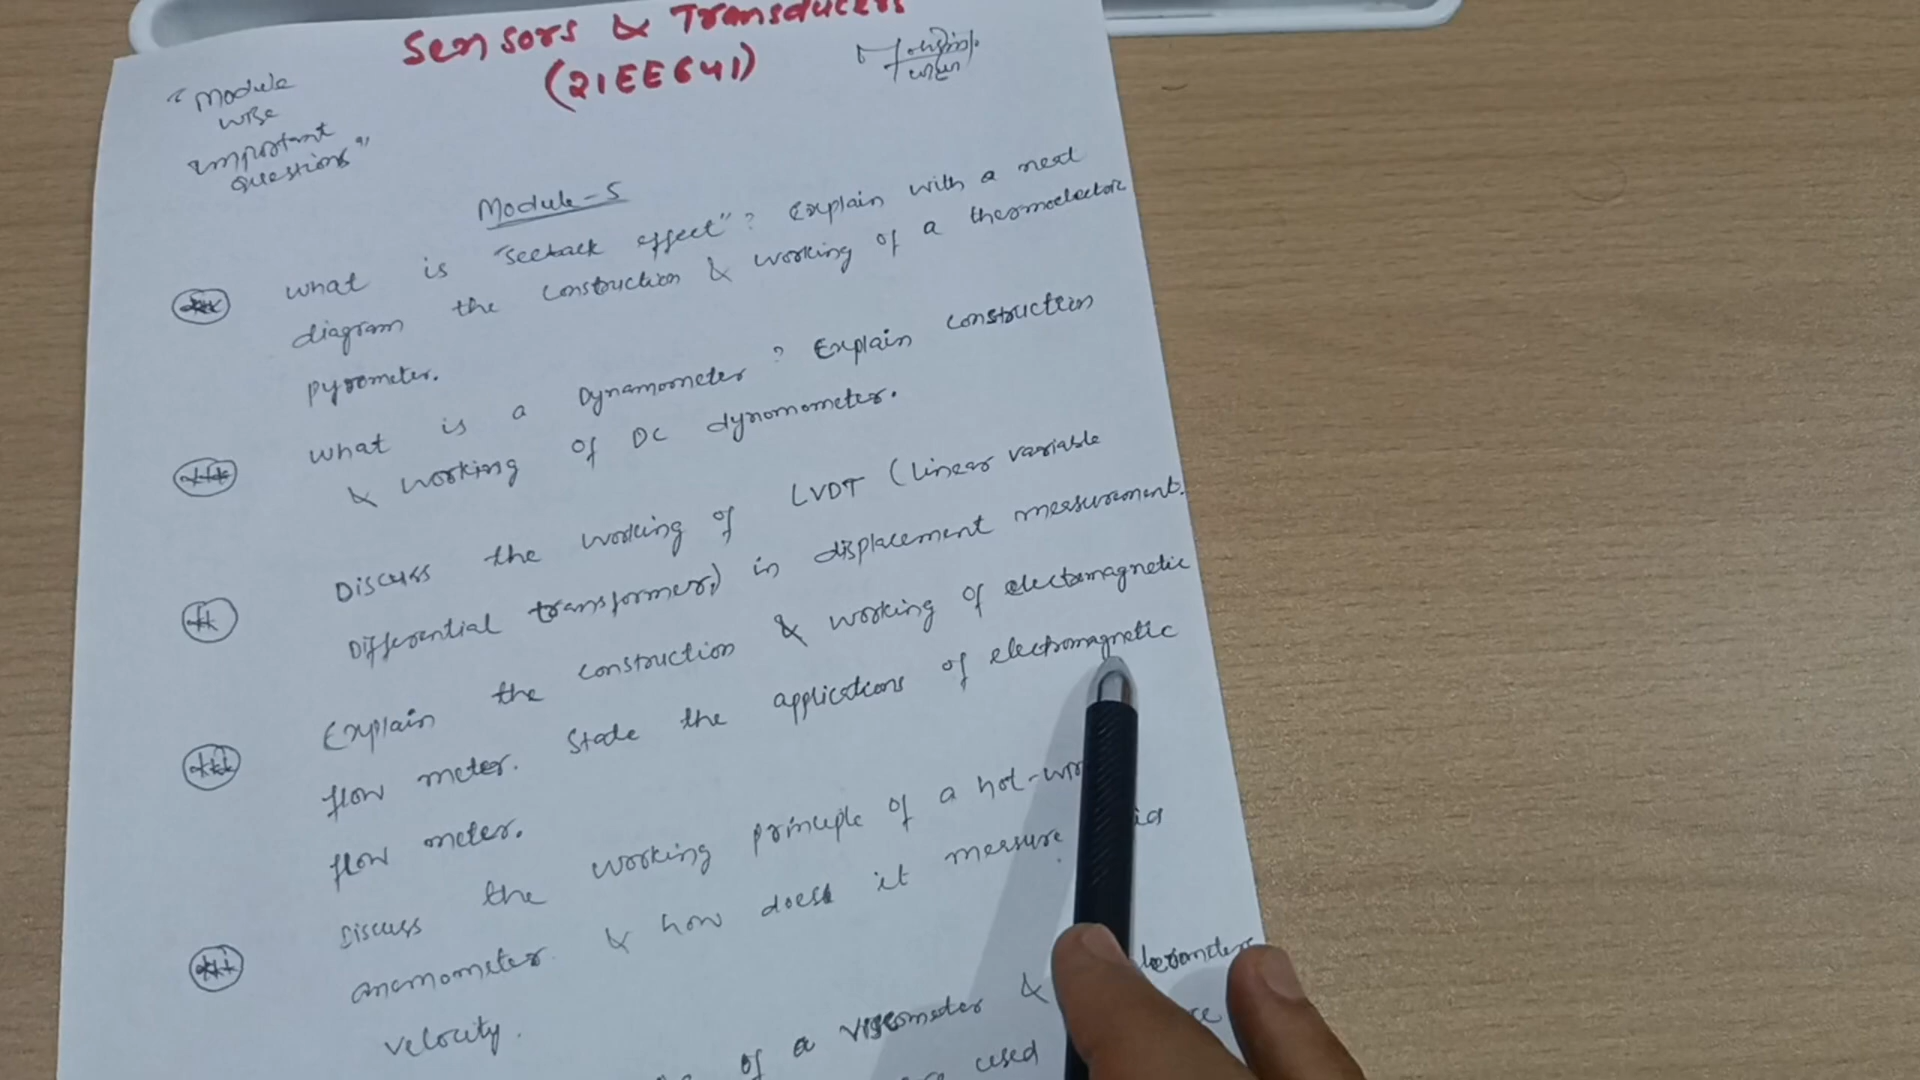 Sensors & Transducers
(21EE641)
"Module
wise
important
questions"
Module-5
what is "seeback effect"? Explain with a neat
diagram the construction & working of a thermoelectric
pyrometer.
what is a Dynamometer? Explain construction
& working of DC dynomometer.
Discuss the working of LVDT (linear variable
Differential transformer,) in displacement measurement.
Explain the construction & working of electromagnetic
flow meter. State the applications of electromagnetic
flow meter.
Discuss the working principle of a hot-
anemometer & how does it measure
velocity.
of a viscometer &
used